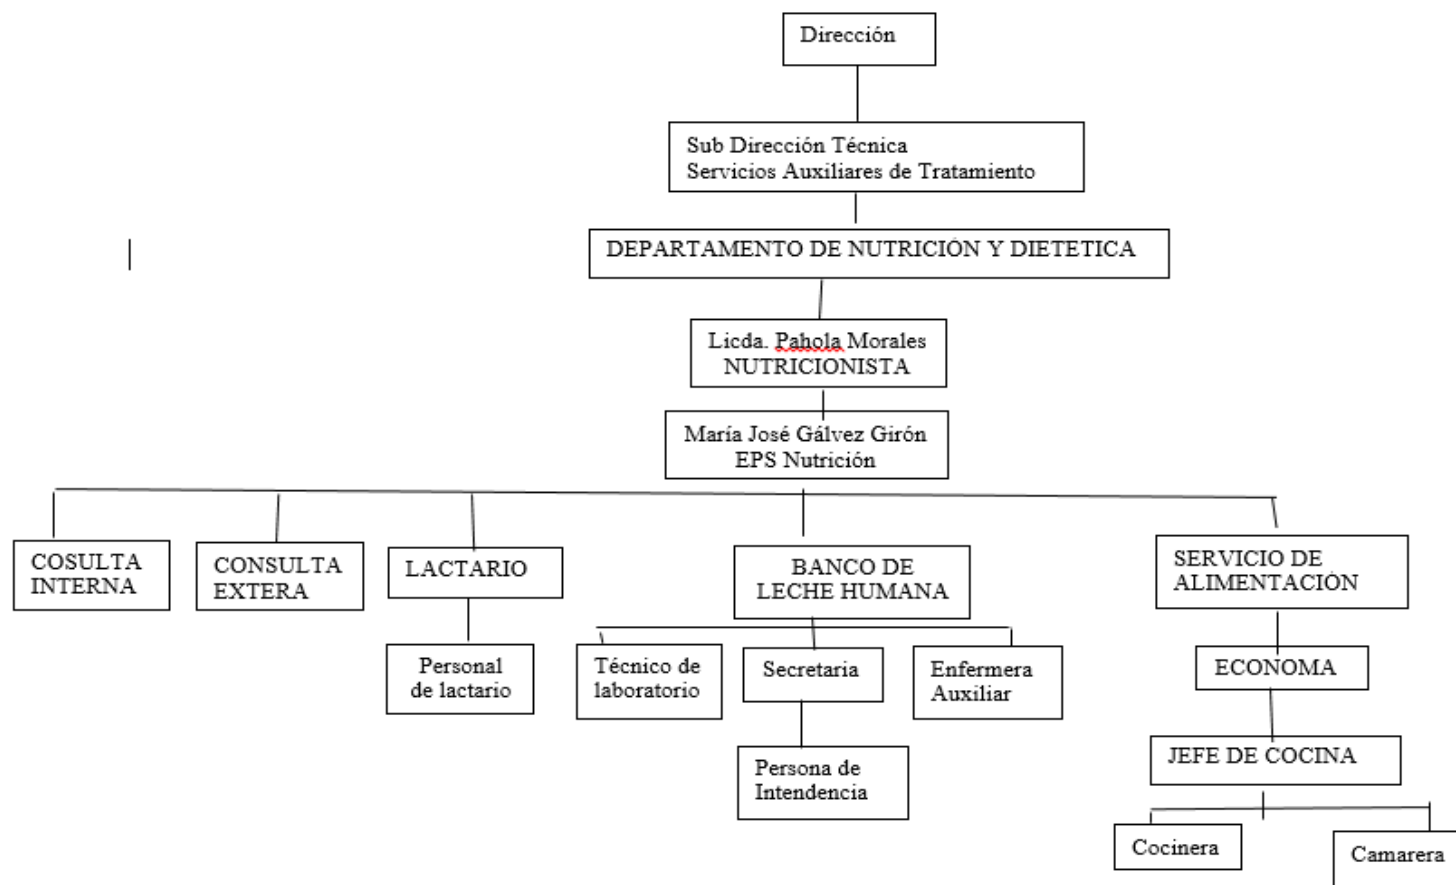 Dirección
Sub Dirección Técnica
Servicios Auxiliares de Tratamiento
DEPARTAMENTO DE NUTRICIÓN Y DIETETICA
Licda. Pahola Morales
NUTRICIONISTA
María José Gálvez Girón
EPS Nutrición
COSULTA
INTERNA
CONSULTA
EXTERA
LACTARIO
BANCO DE
LECHE HUMANA
SERVICIO DE
ALIMENTACIÓN
Personal
de lactario
Técnico de
laboratorio
Secretaria
Enfermera
Auxiliar
ECONOMA
Persona de
Intendencia
JEFE DE COCINA
Cocinera
Camarera